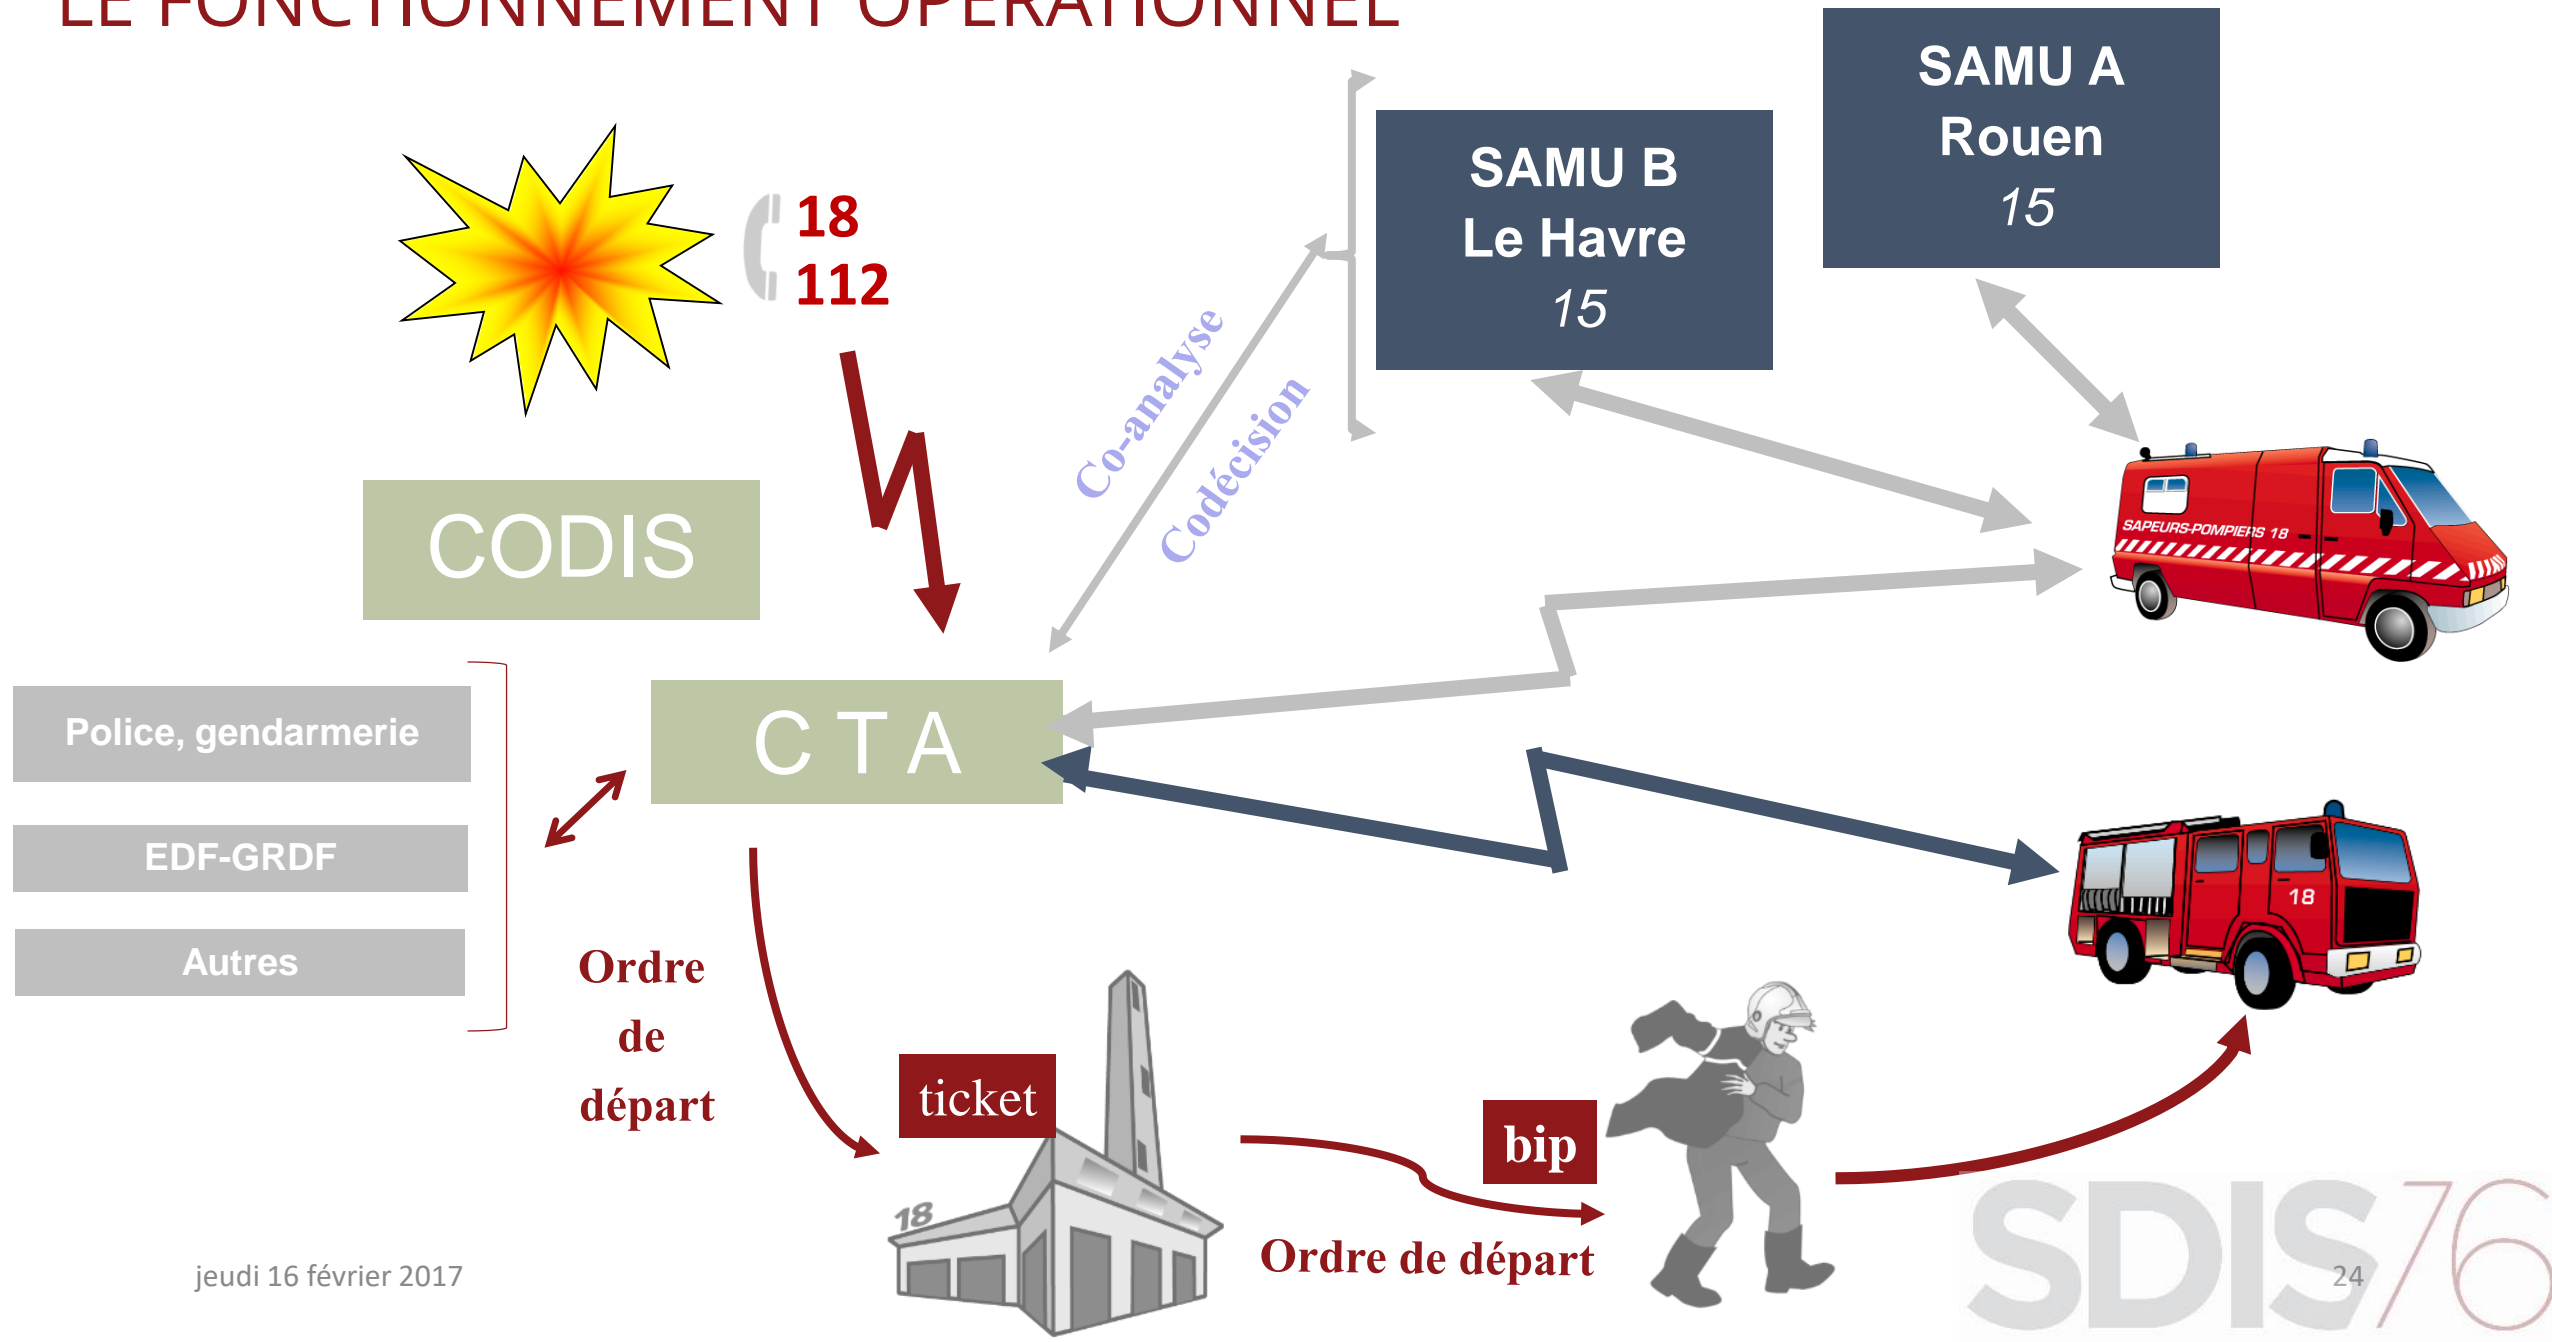 LE FONCTIONNEMENT OPERATIONNEL
SAMU A
Rouen
15
SAMU B
Le Havre
15
18
112
Co-analyse
Codécision
CODIS
SAPEURS-POMPIERS 18
Police, gendarmerie
C T A
EDF-GRDF
18
Autres
Ordre
de
départ
ticket
bip
18
Ordre de départ
jeudi 16 février 2017
24
SDIS76